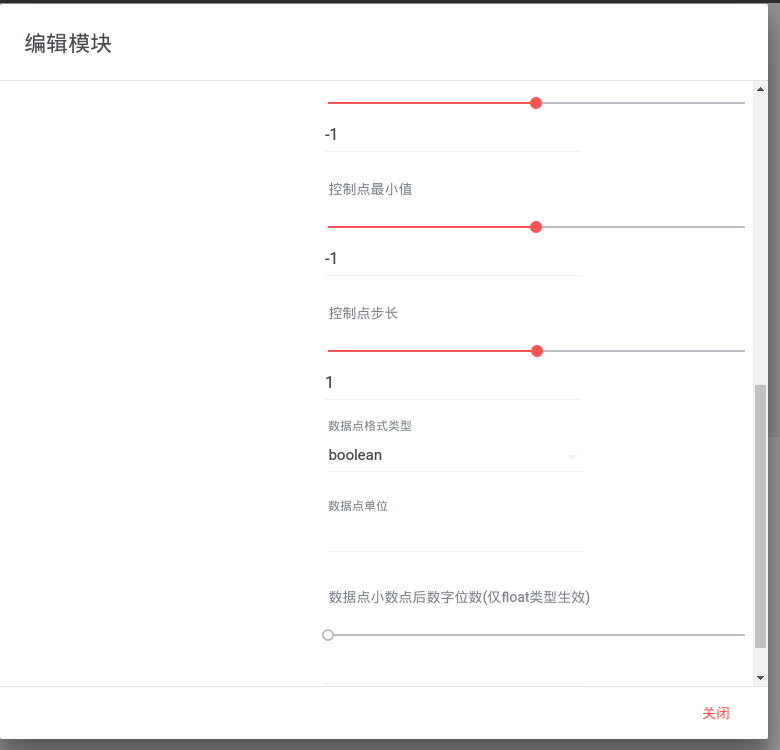 编辑模块
-1
控制点最小值
-1
控制点步长
1
数据点格式类型
boolean
数据点单位
数据点小数点后数字位数(仅float类型生效)
关闭